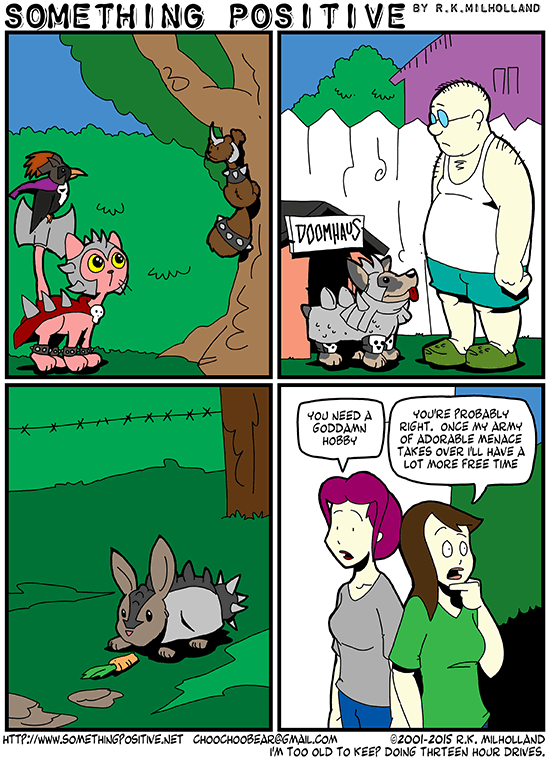 SOMETHING POSITIVE BY R.K.MILHOLLAND
DOOMHAUS
YOU NEED A
GODDAMN
HOBBY
YOU'RE PROBABLY
RIGHT. ONCE MY ARMY
OF ADORABLE MENACE
TAKES OVER I'LL HAVE A
LOT MORE FREE TIME
HTTP://WWW.SOMETHINGPOSITIVE.NET CHOOCHOOBEAR@GMAIL.COM ©2001-2015 R.K. MILHOLLAND
I'M TOO OLD TO KEEP DOING THRTEEN HOUR DRIVES.